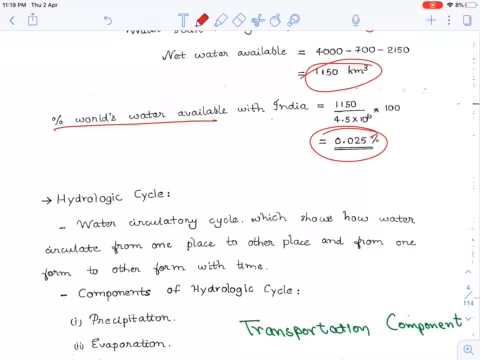 11:19 PM Thu 2 Apr
8%
Net water available = 4000 - 700 - 2150
= 1150 km³
% world's water available with India = 1150 / 4.5 × 10⁶ * 100
= 0.025 %
→ Hydrologic Cycle:
- Water circulatory cycle, which shows how water
circulate from one place to other place and from one
form to other form with time.
- Components of Hydrologic Cycle:
(i) Precipitation.
Transportation Component
(ii) Evaporation
4
114